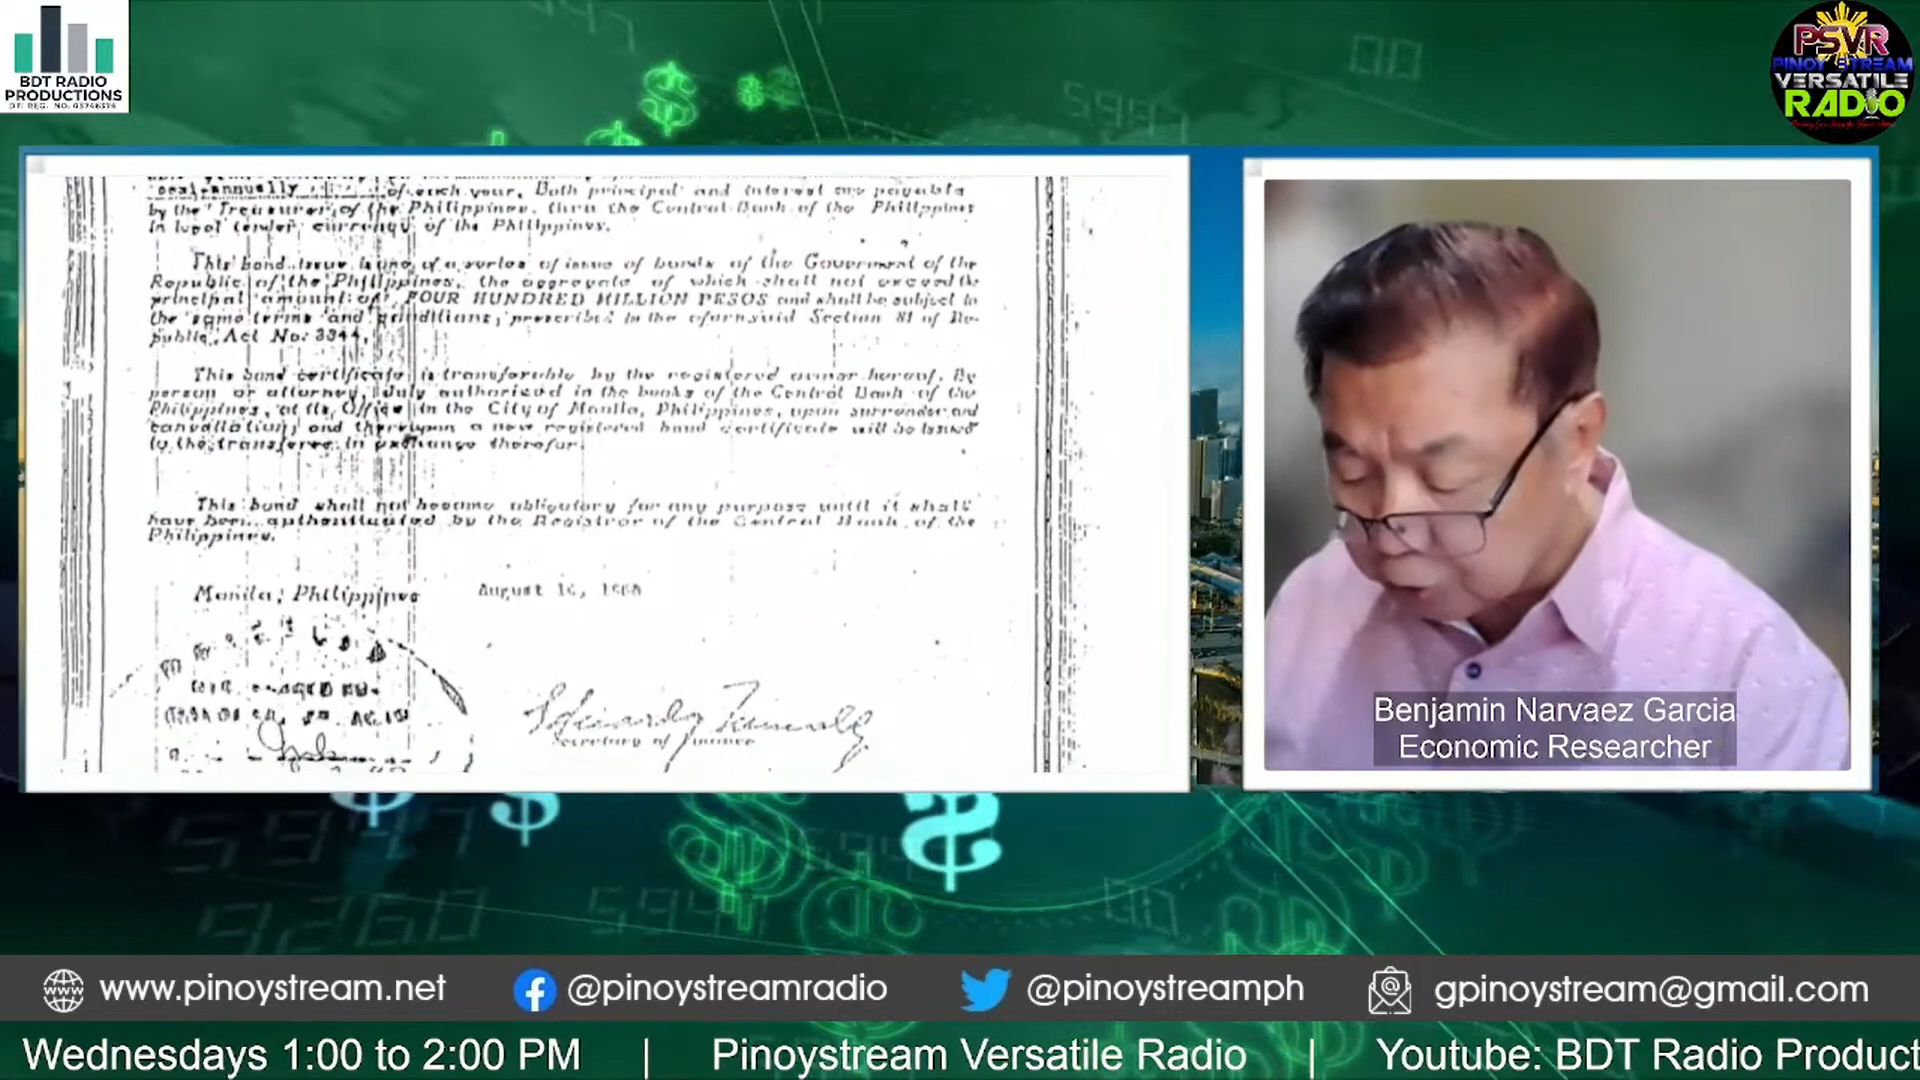 BDT RADIO
PRODUCTIONS
DTI REG. NO. 03748376
PSVR
PINOY STREAM
VERSATILE
RADIO
semi-annually of each year. Both principal and interest are payable
by the Treasurer of the Philippines, thru the Central Bank of the Philippines
in legal tender currency of the Philippines.
This bond issue is one of a series of issue of bonds of the Government of the
Republic of the Philippines, the aggregate of which shall not exceed the
principal amount of FOUR HUNDRED MILLION PESOS and shall be subject to
the same terms and conditions, prescribed in the aforesaid Section 81 of Re-
public Act No. 3844.
This bond certificate is transferable by the registered owner hereof. By
person or attorney, duly authorized in the books of the Central Bank of the
Philippines, at its Office in the City of Manila, Philippines, upon surrender and
cancellation, and thereupon a new registered bond certificate will be issued
to the transferee in exchange therefor.
This bond shall not become obligatory for any purpose until it shall
have been authenticated by the Registrar of the Central Bank of the
Philippines.
Manila, Philippines August
Secretary of Finance
Benjamin Narvaez Garcia
Economic Researcher
www.pinoystream.net @pinoystreamradio @pinoystreamph gpinoystream@gmail.com
Wednesdays 1:00 to 2:00 PM | Pinoystream Versatile Radio | Youtube: BDT Radio Product